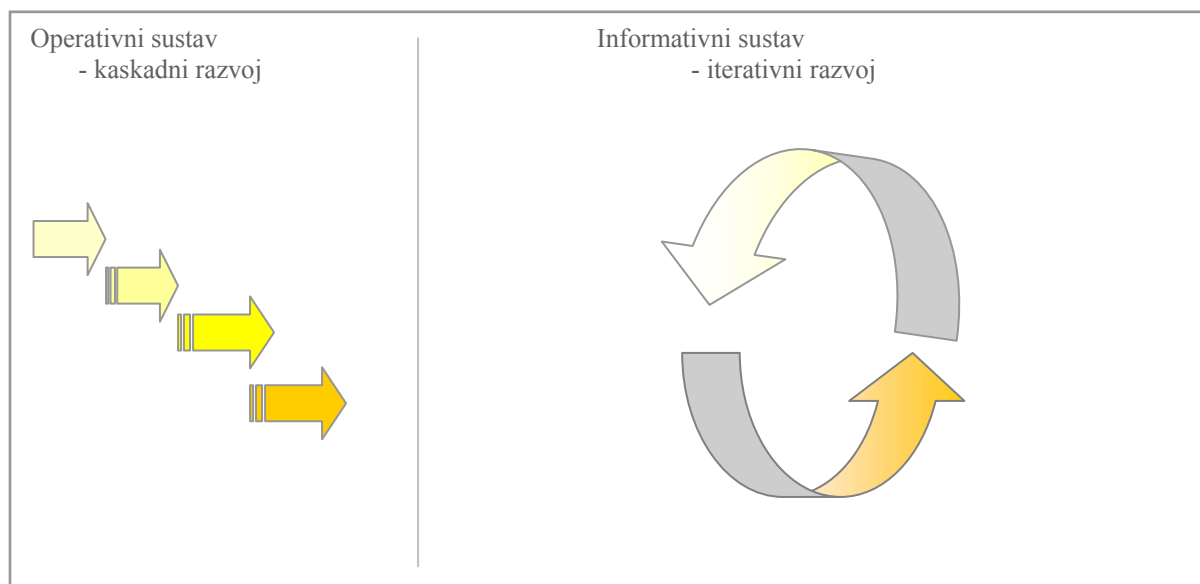 Operativni sustav
- kaskadni razvoj
Informativni sustav
- iterativni razvoj